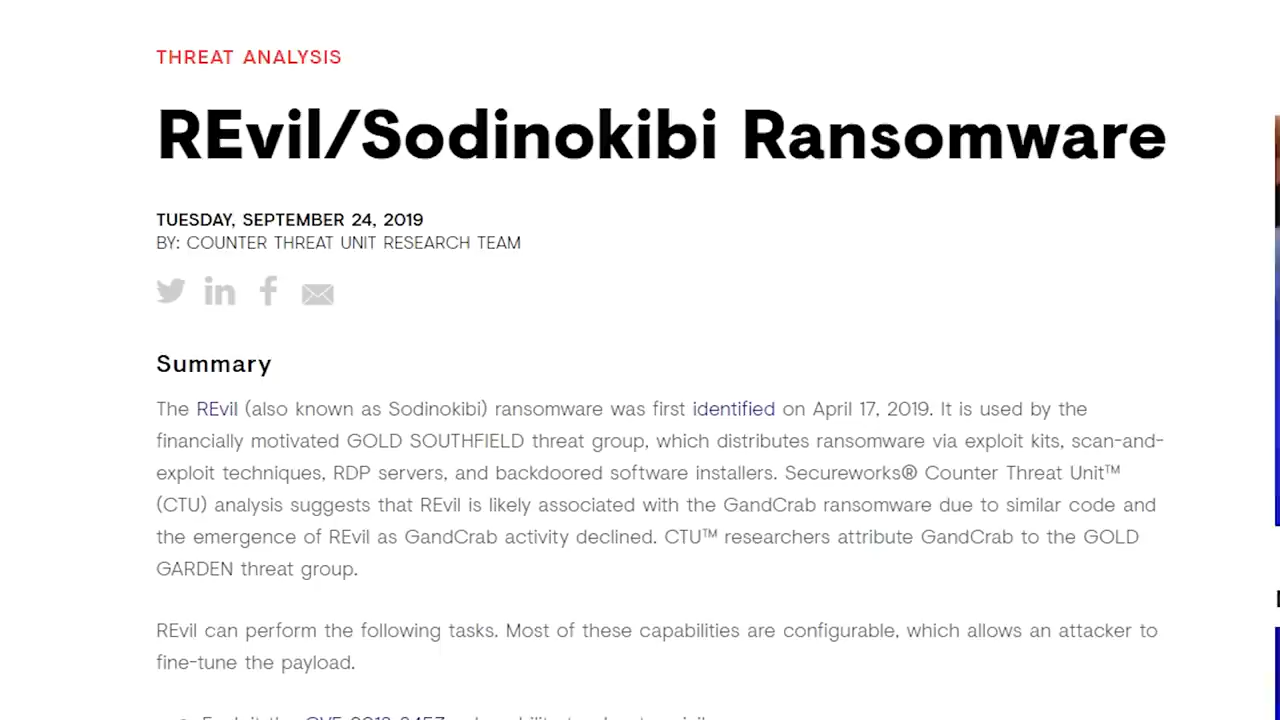 THREAT ANALYSIS
REvil/Sodinokibi Ransomware
TUESDAY, SEPTEMBER 24, 2019
BY: COUNTER THREAT UNIT RESEARCH TEAM
Summary
The REvil (also known as Sodinokibi) ransomware was first identified on April 17, 2019. It is used by the
financially motivated GOLD SOUTHFIELD threat group, which distributes ransomware via exploit kits, scan-and-
exploit techniques, RDP servers, and backdoored software installers. Secureworks® Counter Threat Unit™
(CTU) analysis suggests that REvil is likely associated with the GandCrab ransomware due to similar code and
the emergence of REvil as GandCrab activity declined. CTU™ researchers attribute GandCrab to the GOLD
GARDEN threat group.
REvil can perform the following tasks. Most of these capabilities are configurable, which allows an attacker to
fine-tune the payload.